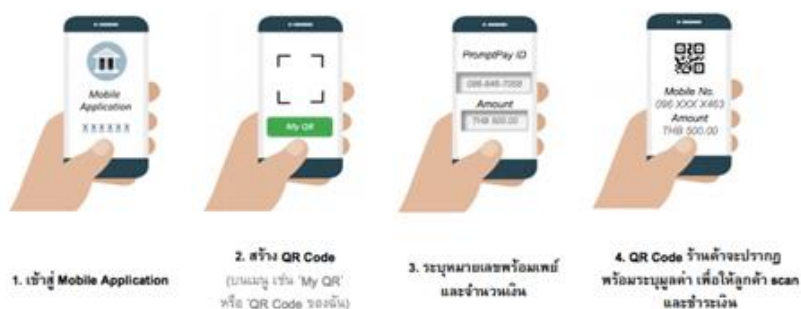 Mobile
Application
X X X X X X
My QR
PromptPay ID
Amount
THB 500.00
Mobile No.
096 XXX X463
Amount
THB 500.00
1. เข้าสู่ Mobile Application
2. สร้าง QR Code
(บนเมนู เช่น 'My QR'
หรือ 'QR Code ของฉัน)
3. ระบุหมายเลขพร้อมเพย์
และจำนวนเงิน
4. QR Code ร้านค้าจะปรากฏ
พร้อมระบุมูลค่า เพื่อให้ลูกค้า scan
และชำระเงิน